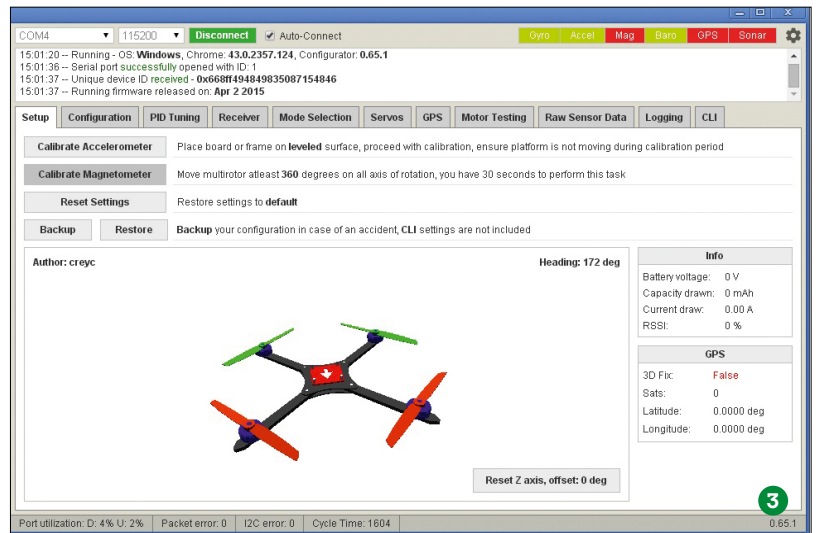 COM4 115200 Disconnect Auto-Connect Gyro Accel Mag Baro GPS Sonar
15:01:20 -- Running - OS: Windows, Chrome: 43.0.2357.124, Configurator: 0.65.1
15:01:36 -- Serial port successfully opened with ID: 1
15:01:37 -- Unique device ID received - 0x668ff494849835087154846
15:01:37 -- Running firmware released on: Apr 2 2015
Setup Configuration PID Tuning Receiver Mode Selection Servos GPS Motor Testing Raw Sensor Data Logging CLI
Calibrate Accelerometer Place board or frame on leveled surface, proceed with calibration, ensure platform is not moving during calibration period
Calibrate Magnetometer Move multirotor atleast 360 degrees on all axis of rotation, you have 30 seconds to perform this task
Reset Settings Restore settings to default
Backup Restore Backup your configuration in case of an accident, CLI settings are not included
Author: creyc Heading: 172 deg
Info
Battery voltage: 0 V
Capacity drawn: 0 mAh
Current draw: 0.00 A
RSSI: 0 %
GPS
3D Fix: False
Sats: 0
Latitude: 0.0000 deg
Longitude: 0.0000 deg
Reset Z axis, offset: 0 deg
3
Port utilization: D: 4% U: 2% Packet error: 0 I2C error: 0 Cycle Time: 1604 0.65.1